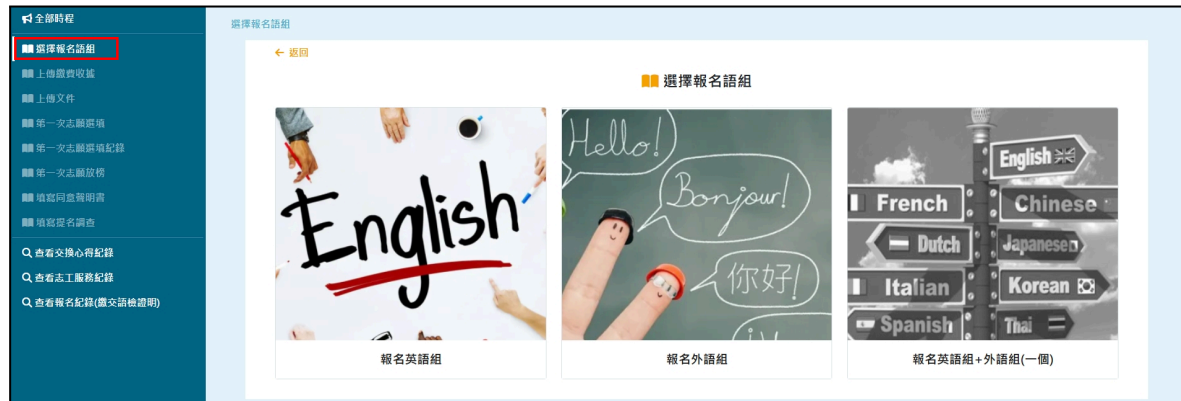 全部時程
選擇報名語組
上傳繳費收據
上傳文件
第一次志願選填
第一次志願選填記錄
第一次志願放榜
填寫同意聲明書
填寫提名調查
查看交換心得紀錄
查看志工服務紀錄
查看報名紀錄(繳交語檢證明)
選擇報名語組
← 返回
選擇報名語組
English
報名英語組
Hello!
Bonjour!
你好!
報名外語組
English
French
Chinese
Dutch
Japanese
Italian
Korean
Spanish
Thai
報名英語組+外語組(一個)